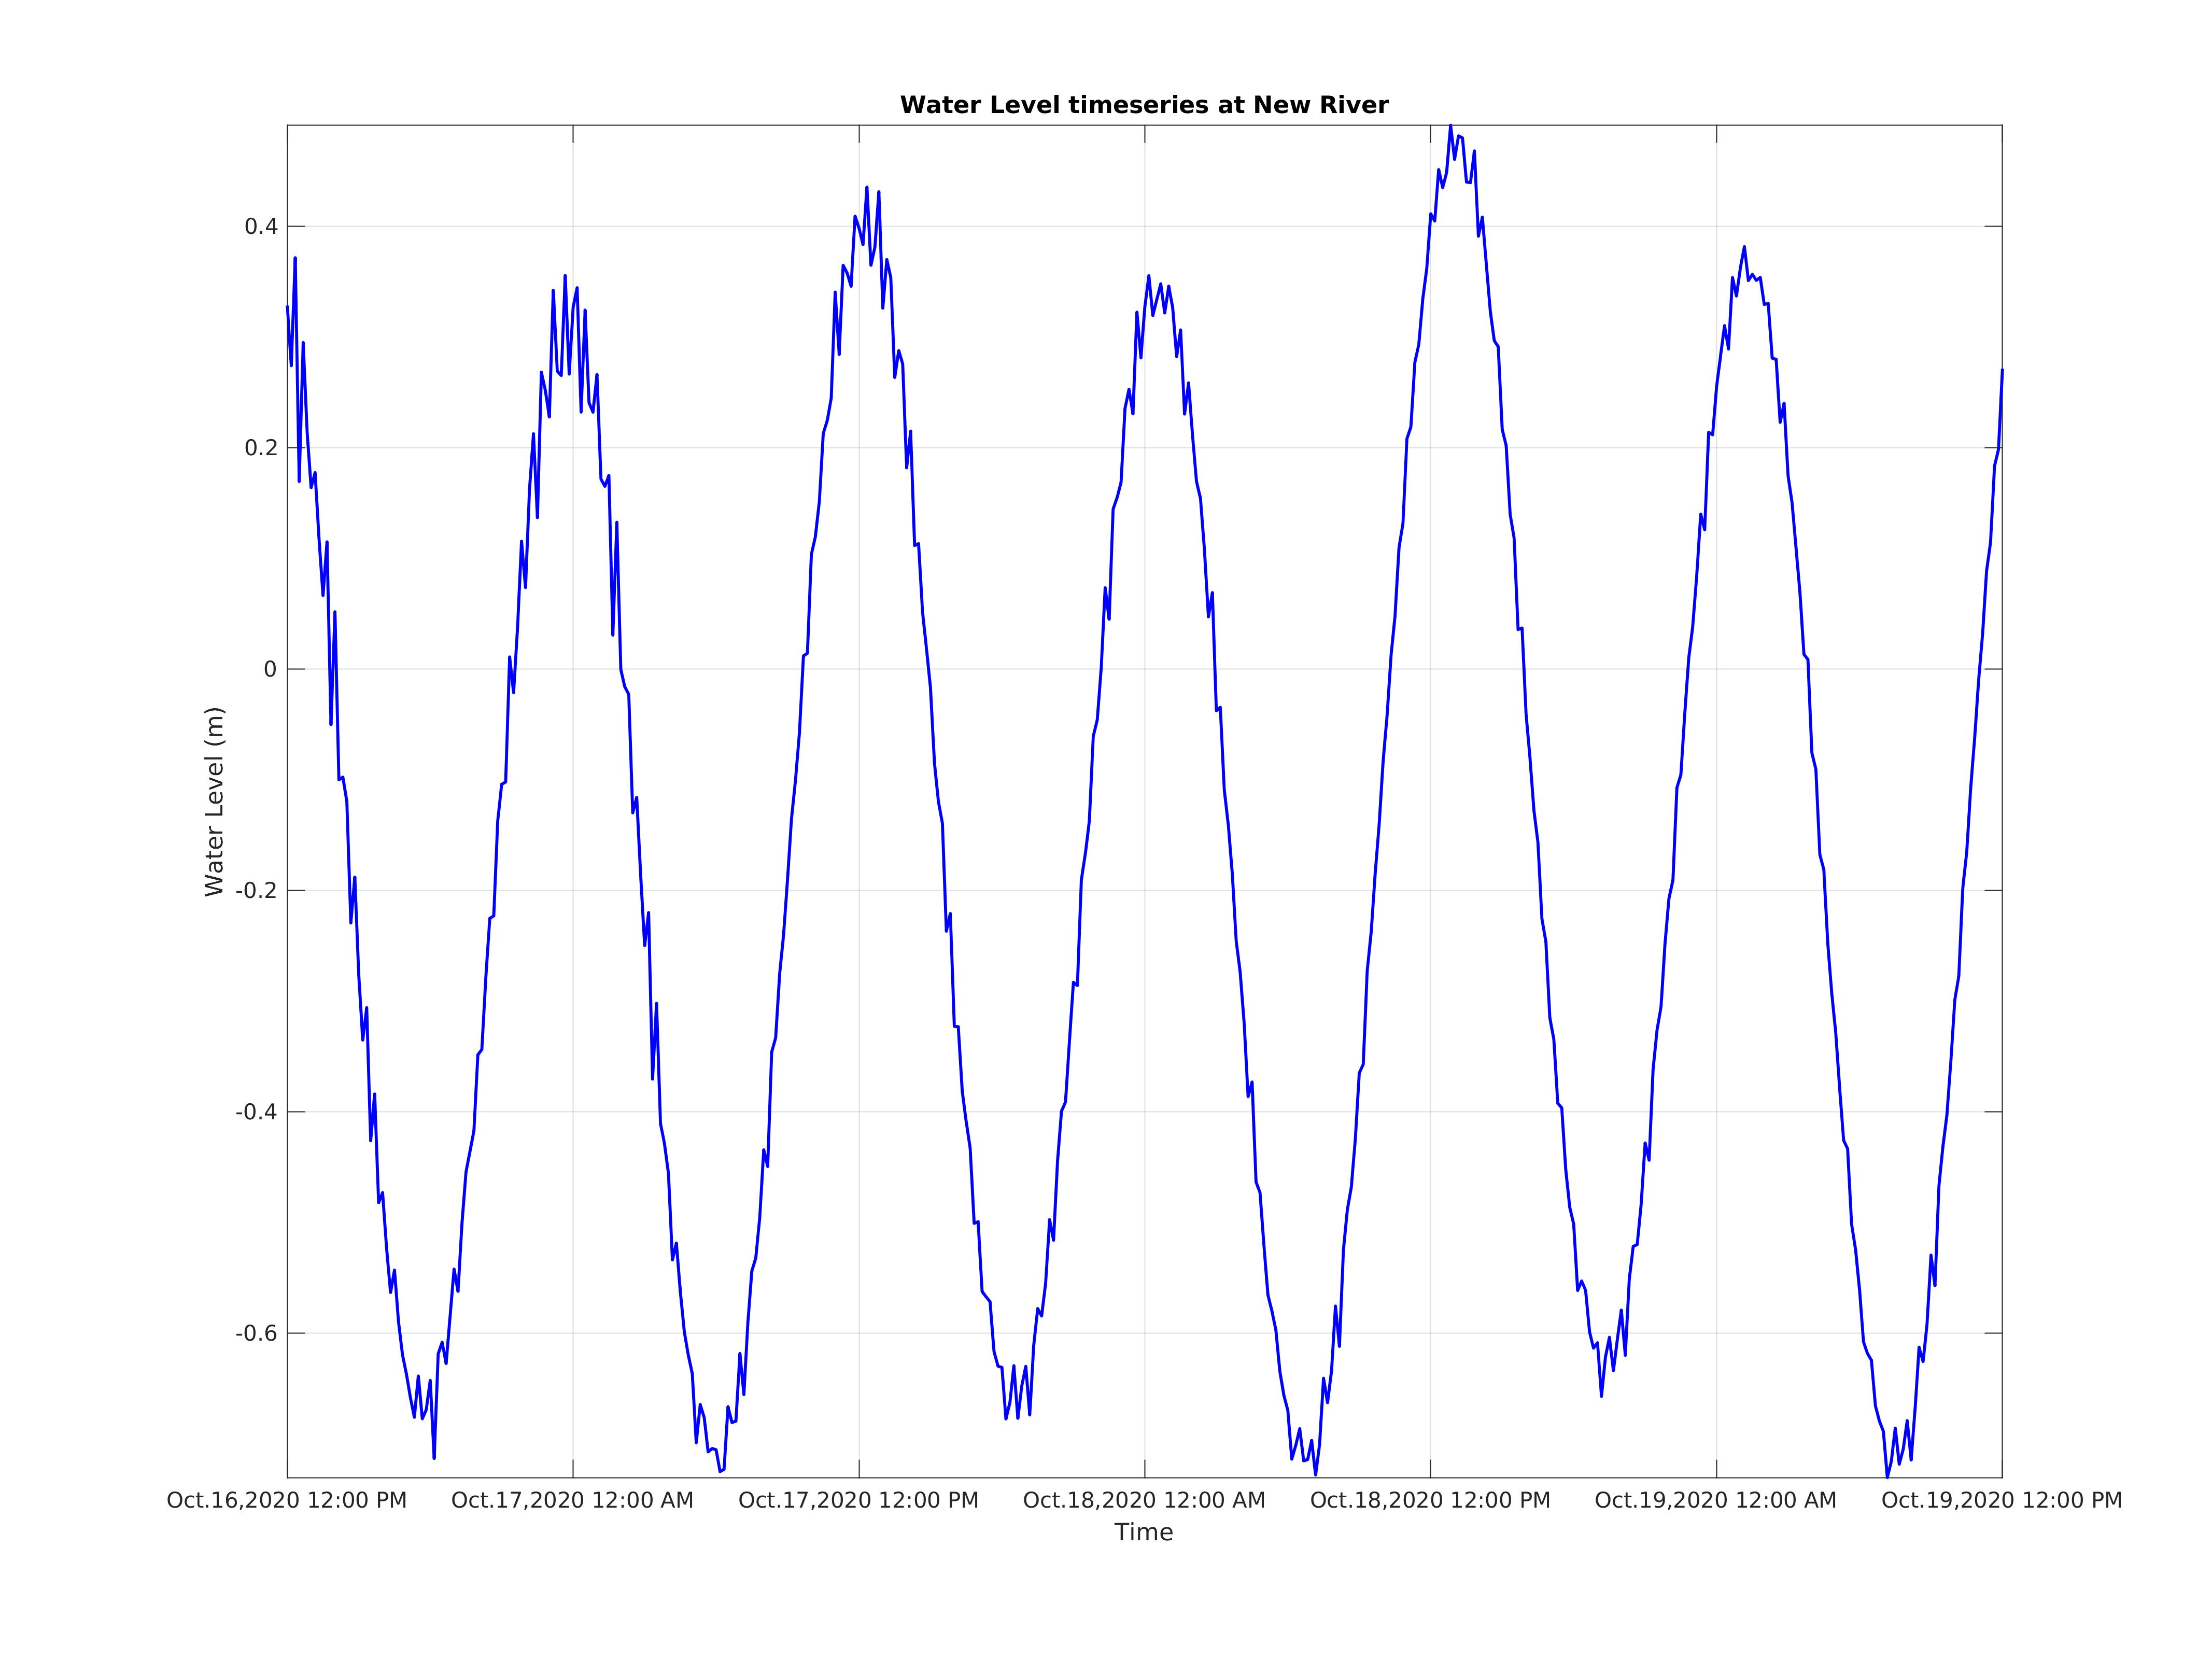 Water Level timeseries at New River
0.4
0.2
0
-0.2
-0.4
-0.6
Water Level (m)
Oct.16,2020 12:00 PM Oct.17,2020 12:00 AM Oct.17,2020 12:00 PM Oct.18,2020 12:00 AM Oct.18,2020 12:00 PM Oct.19,2020 12:00 AM Oct.19,2020 12:00 PM
Time